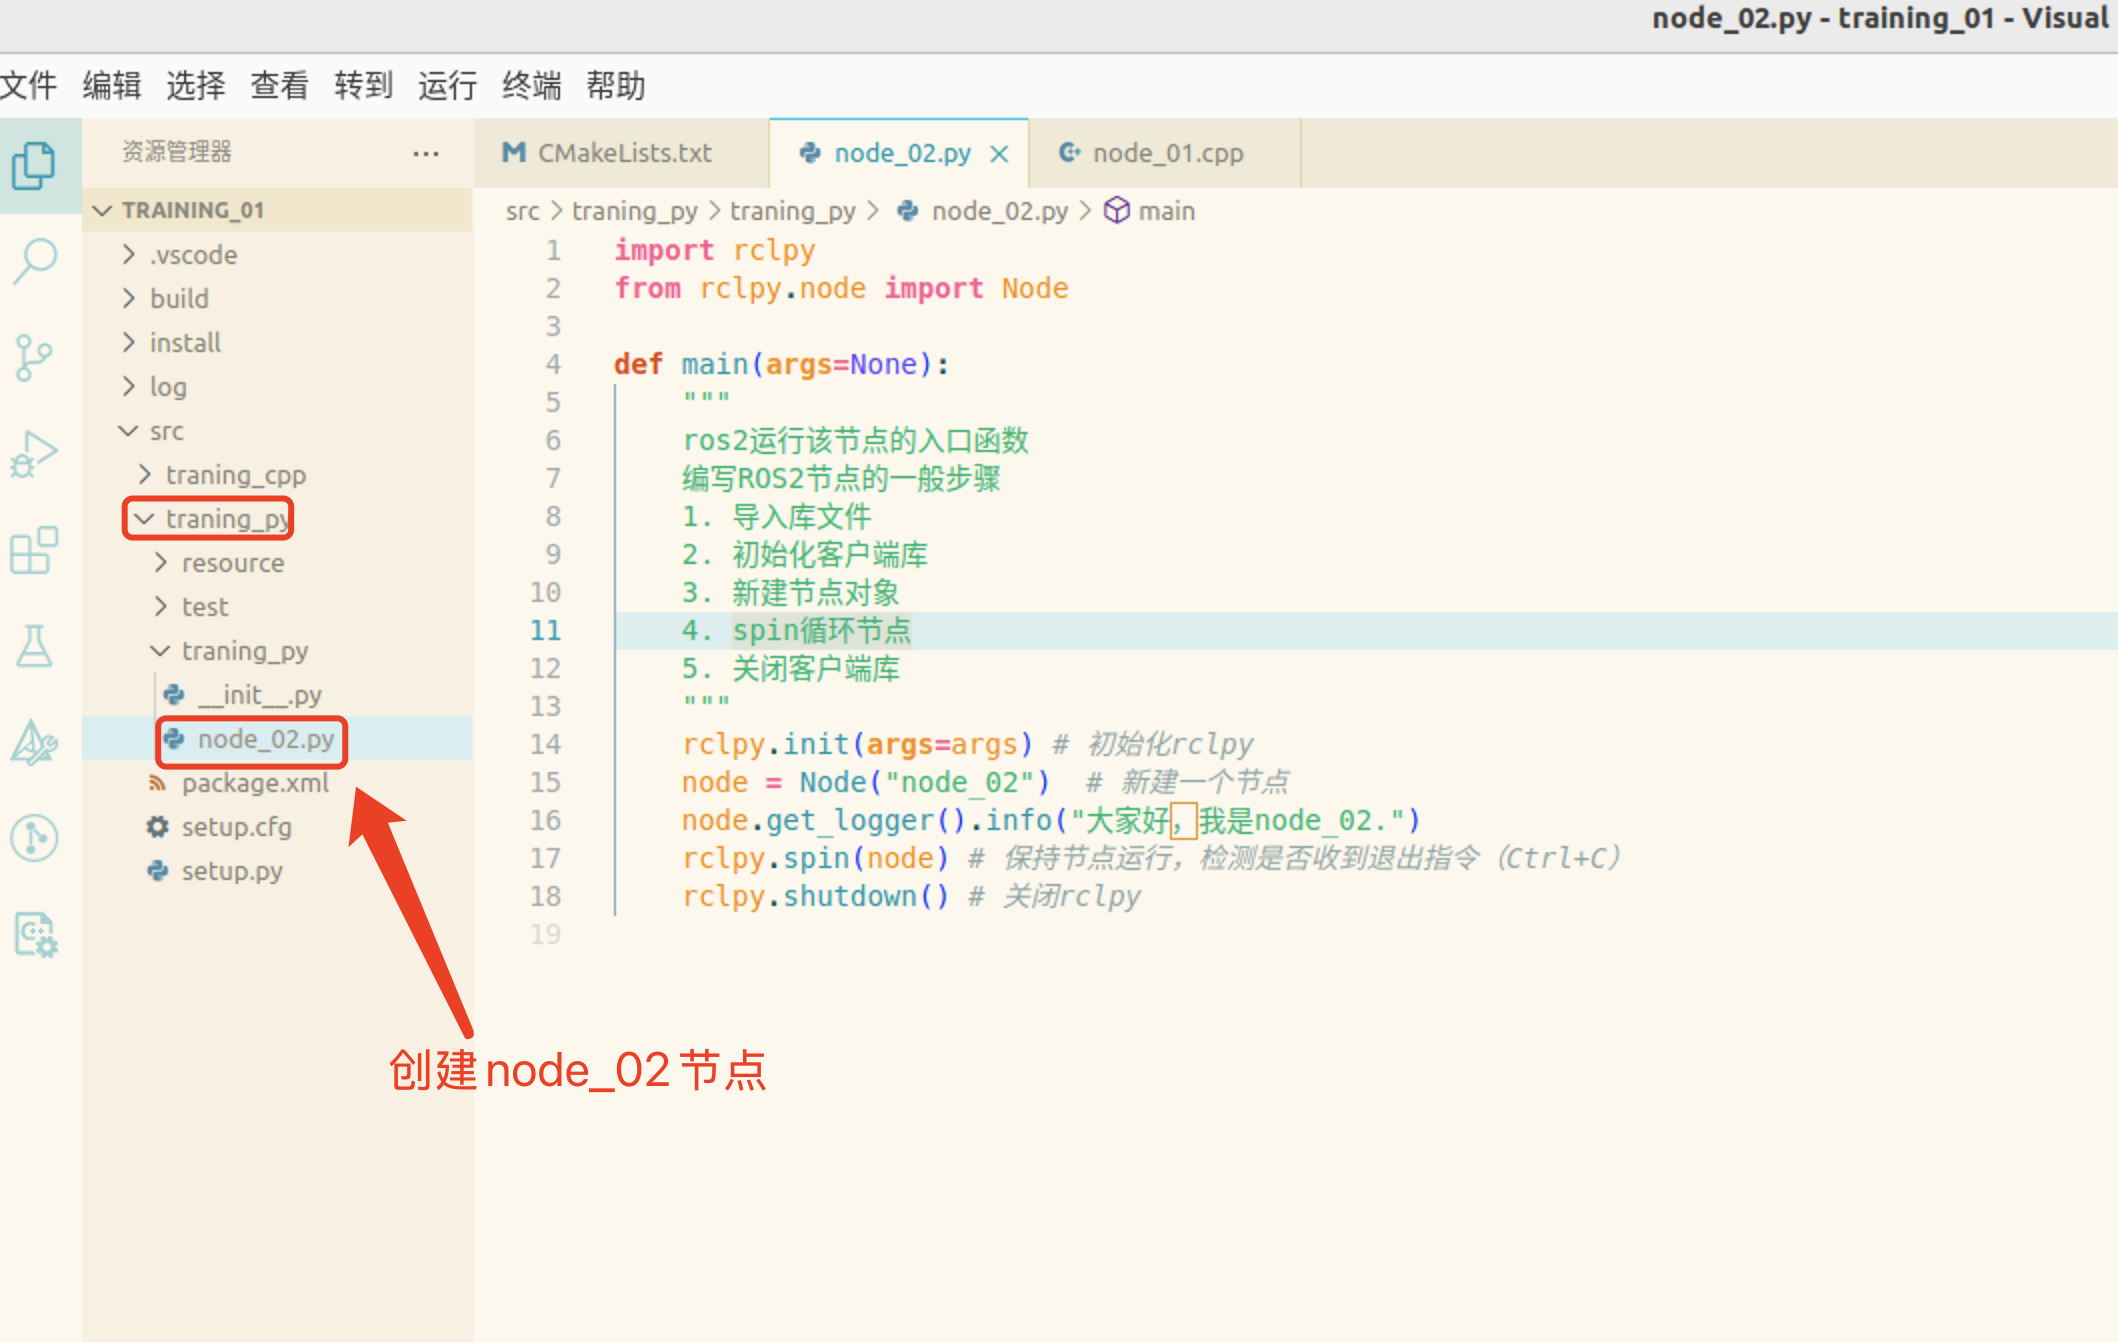 node_02.py - training_01 - Visual
文件 编辑 选择 查看 转到 运行 终端 帮助
资源管理器 ...
TRAINING_01
.vscode
build
install
log
src
traning_cpp
traning_py
resource
test
traning_py
__init__.py
node_02.py
package.xml
setup.cfg
setup.py
创建node_02节点
CMakeLists.txt node_02.py node_01.cpp
src > traning_py > traning_py > node_02.py > main
1 import rclpy
2 from rclpy.node import Node
3
4 def main(args=None):
5 """
6 ros2运行该节点的入口函数
7 编写ROS2节点的一般步骤
8 1. 导入库文件
9 2. 初始化客户端库
10 3. 新建节点对象
11 4. spin循环节点
12 5. 关闭客户端库
13 """
14 rclpy.init(args=args) # 初始化rclpy
15 node = Node("node_02") # 新建一个节点
16 node.get_logger().info("大家好，我是node_02.")
17 rclpy.spin(node) # 保持节点运行，检测是否收到退出指令（Ctrl+C）
18 rclpy.shutdown() # 关闭rclpy
19